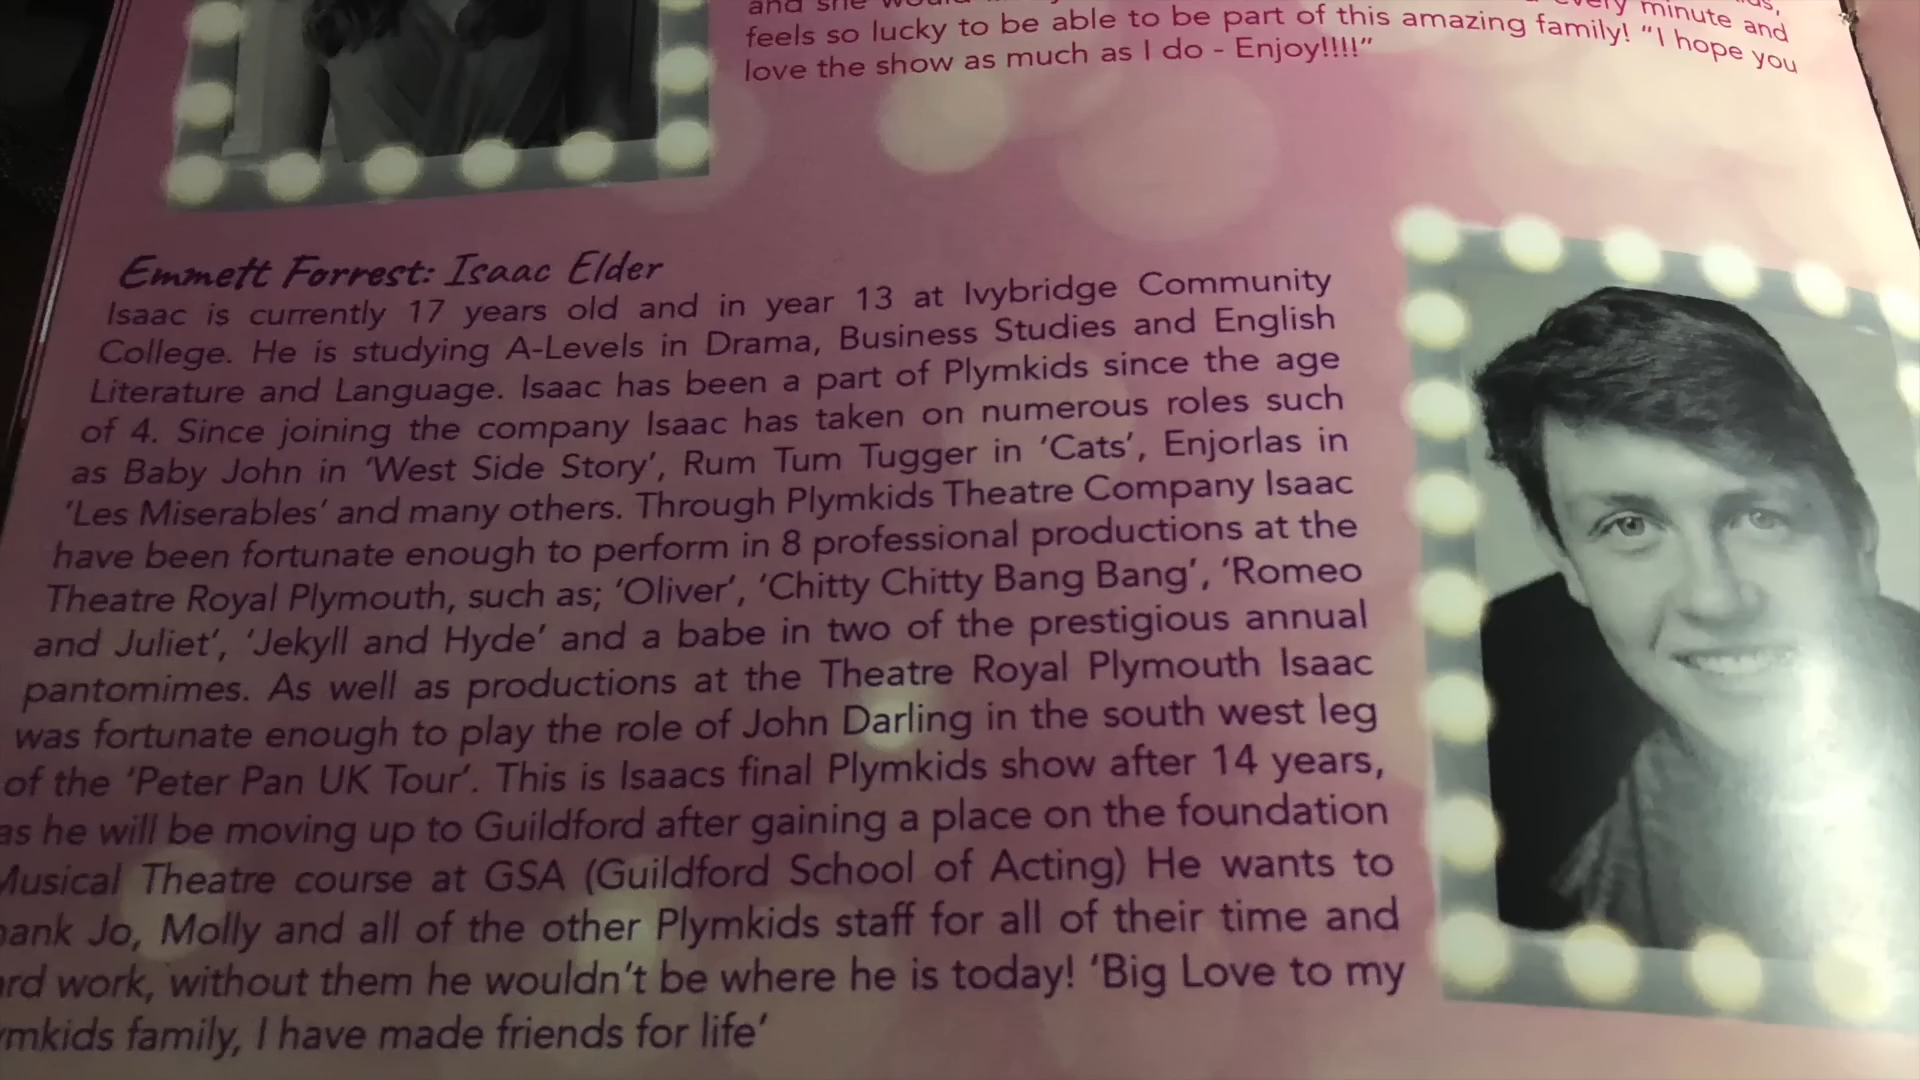 and she
every minute and
feels so lucky to be able to be part of this amazing family! “I hope you
love the show as much as I do - Enjoy!!!!”
Emmett Forrest: Isaac Elder
Isaac is currently 17 years old and in year 13 at Ivybridge Community
College. He is studying A-Levels in Drama, Business Studies and English
Literature and Language. Isaac has been a part of Plymkids since the age
of 4. Since joining the company Isaac has taken on numerous roles such
as Baby John in ‘West Side Story’, Rum Tum Tugger in ‘Cats’, Enjorlas in
‘Les Miserables’ and many others. Through Plymkids Theatre Company Isaac
have been fortunate enough to perform in 8 professional productions at the
Theatre Royal Plymouth, such as; ‘Oliver’, ‘Chitty Chitty Bang Bang’, ‘Romeo
and Juliet’, ‘Jekyll and Hyde’ and a babe in two of the prestigious annual
pantomimes. As well as productions at the Theatre Royal Plymouth Isaac
was fortunate enough to play the role of John Darling in the south west leg
of the ‘Peter Pan UK Tour’. This is Isaacs final Plymkids show after 14 years,
as he will be moving up to Guildford after gaining a place on the foundation
Musical Theatre course at GSA (Guildford School of Acting) He wants to
ank Jo, Molly and all of the other Plymkids staff for all of their time and
rd work, without them he wouldn’t be where he is today! ‘Big Love to my
mkids family, I have made friends for life’